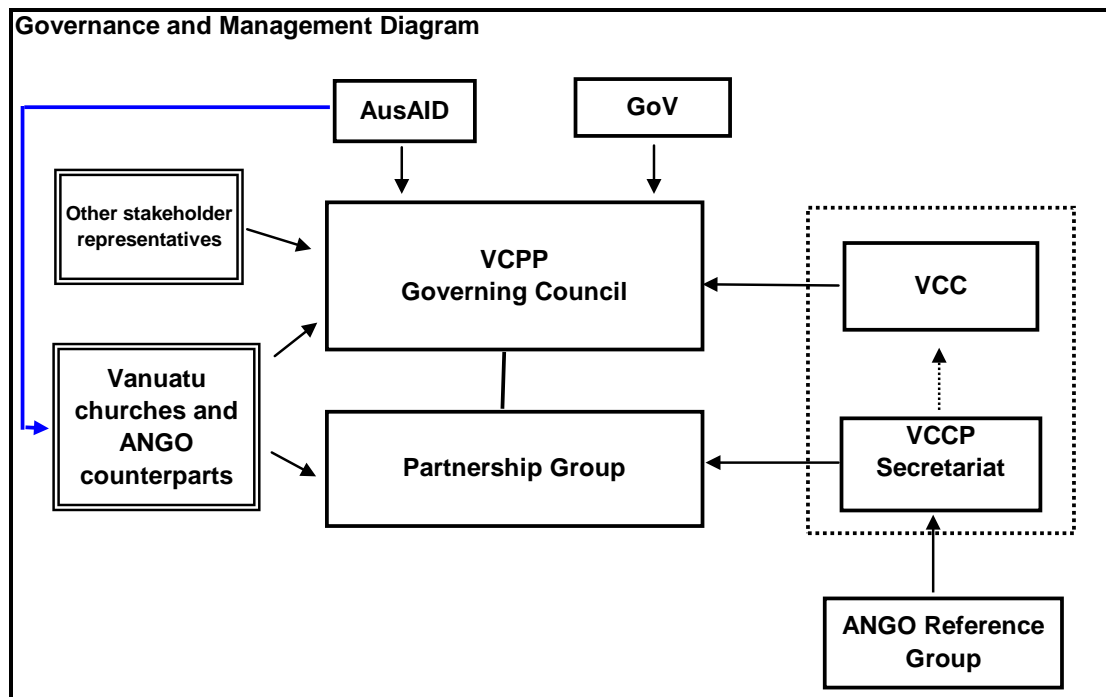 Governance and Management Diagram
AusAID
GoV
Other stakeholder
representatives
VCPP
Governing Council
VCC
Vanuatu
churches and
ANGO
counterparts
Partnership Group
VCCP
Secretariat
ANGO Reference
Group